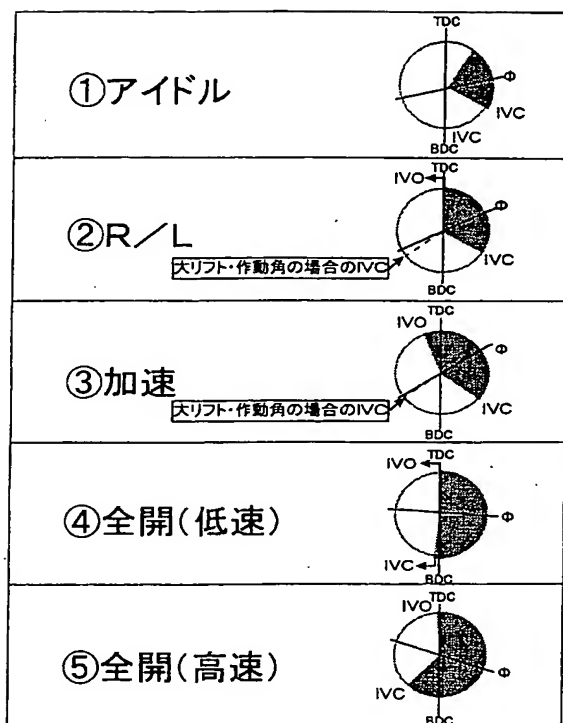 TDC
①アイドル
Φ
IVC
IVC
BDC
TDC
IVO
②R/L
Φ
大リフト・作動角の場合のIVC
IVC
BDC
TDC
IVO
③加速
Φ
大リフト・作動角の場合のIVC
IVC
BDC
TDC
IVO
④全開(低速)
Φ
IVC
BDC
TDC
IVO
⑤全開(高速)
Φ
IVC
BDC